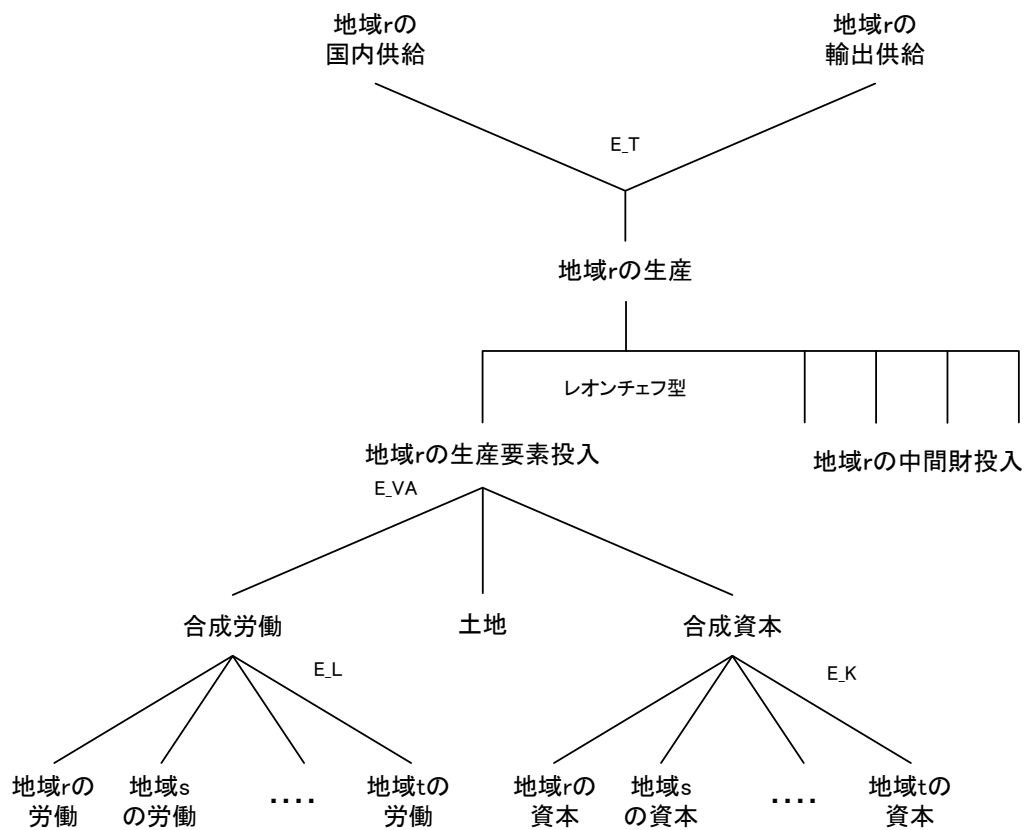 地域rの
国内供給
地域rの
輸出供給
E_T
地域rの生産
レオンチェフ型
地域rの生産要素投入
地域rの中間財投入
E_VA
合成労働
土地
合成資本
E_L
E_K
地域rの
労働
地域s
の労働
....
地域tの
労働
地域rの
資本
地域s
の資本
....
地域tの
資本